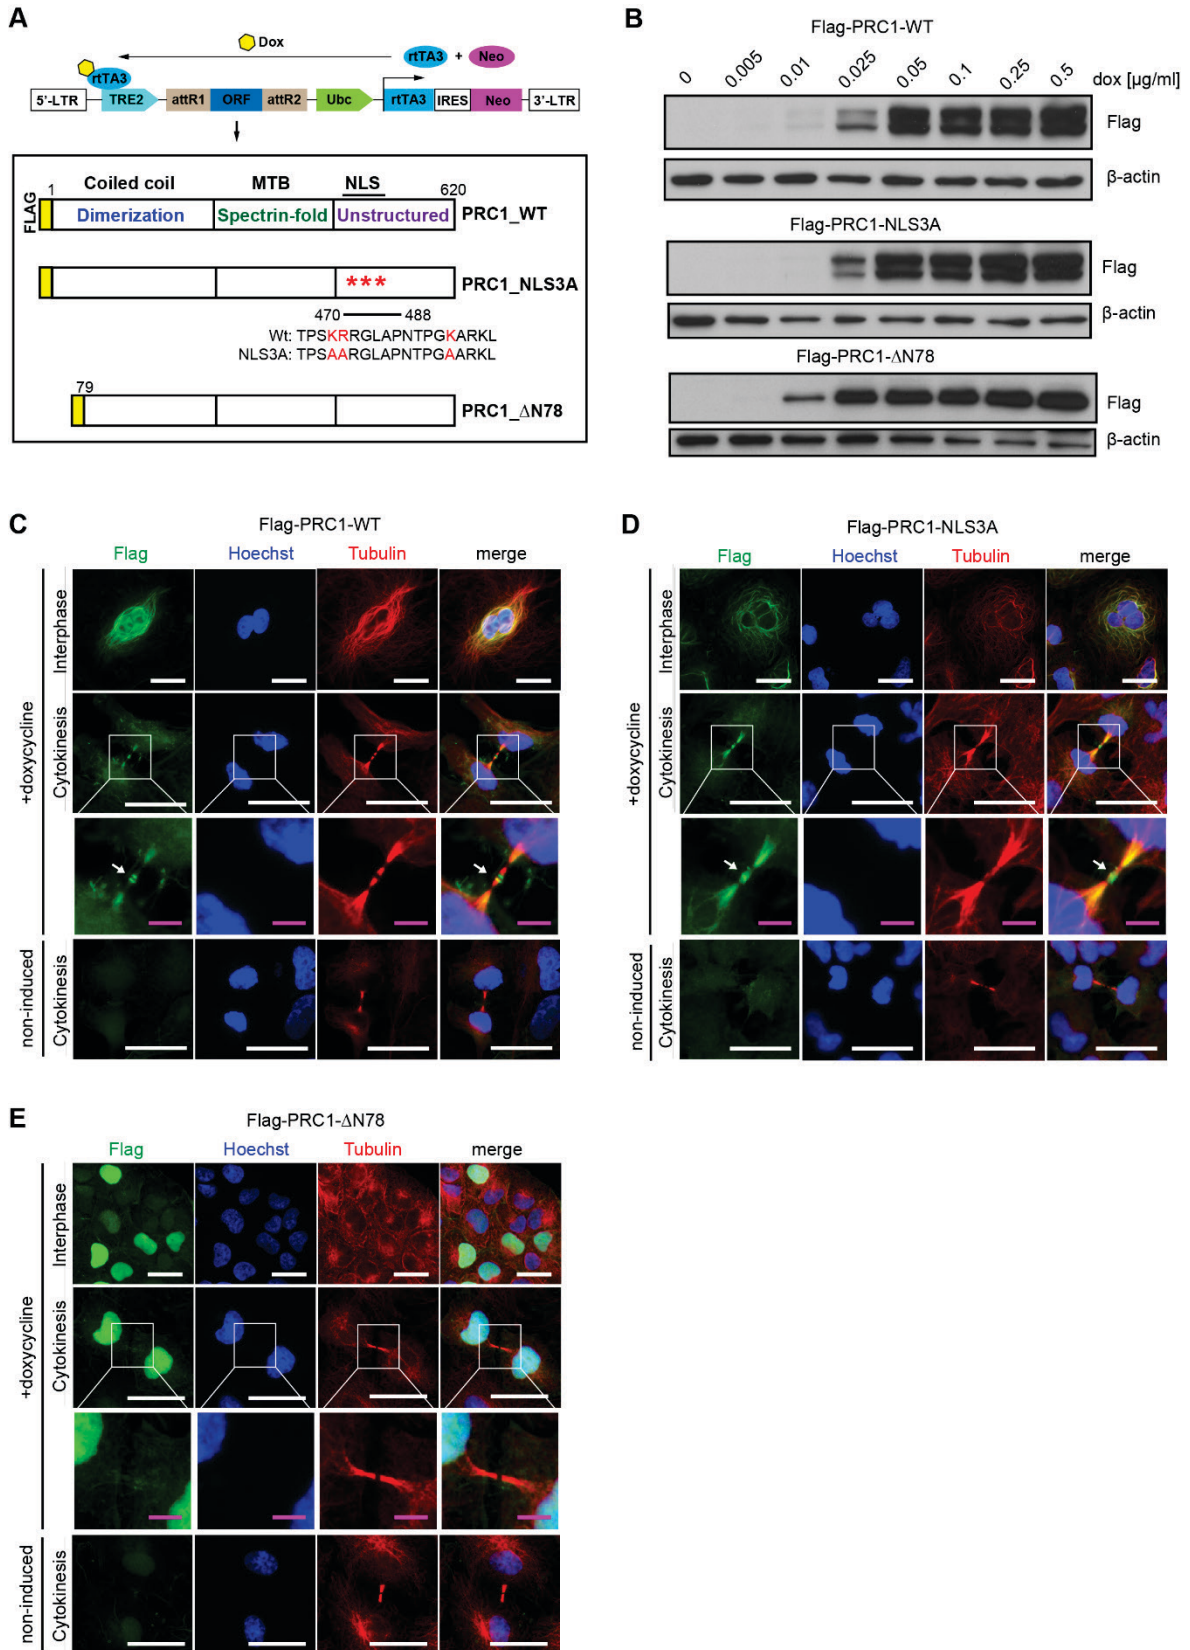 A
Dox
rtTA3 + Neo
rtTA3
5'-LTR TRE2 attR1 ORF attR2 Ubc rtTA3 IRES Neo 3'-LTR
FLAG
1 Coiled coil MTB NLS 620
Dimerization Spectrin-fold Unstructured PRC1_WT
*** PRC1_NLS3A
470 488
Wt: TPSKRRGLAPNTPGKARKL
NLS3A: TPSAARGLAPNTPGAARKL
79
PRC1_ΔN78
B
Flag-PRC1-WT
0 0.005 0.01 0.025 0.05 0.1 0.25 0.5 dox [µg/ml]
Flag
β-actin
Flag-PRC1-NLS3A
Flag
β-actin
Flag-PRC1-ΔN78
Flag
β-actin
C
Flag-PRC1-WT
Flag Hoechst Tubulin merge
+doxycycline
Interphase
Cytokinesis
non-induced
Cytokinesis
D
Flag-PRC1-NLS3A
Flag Hoechst Tubulin merge
+doxycycline
Interphase
Cytokinesis
non-induced
Cytokinesis
E
Flag-PRC1-ΔN78
Flag Hoechst Tubulin merge
+doxycycline
Interphase
Cytokinesis
non-induced
Cytokinesis